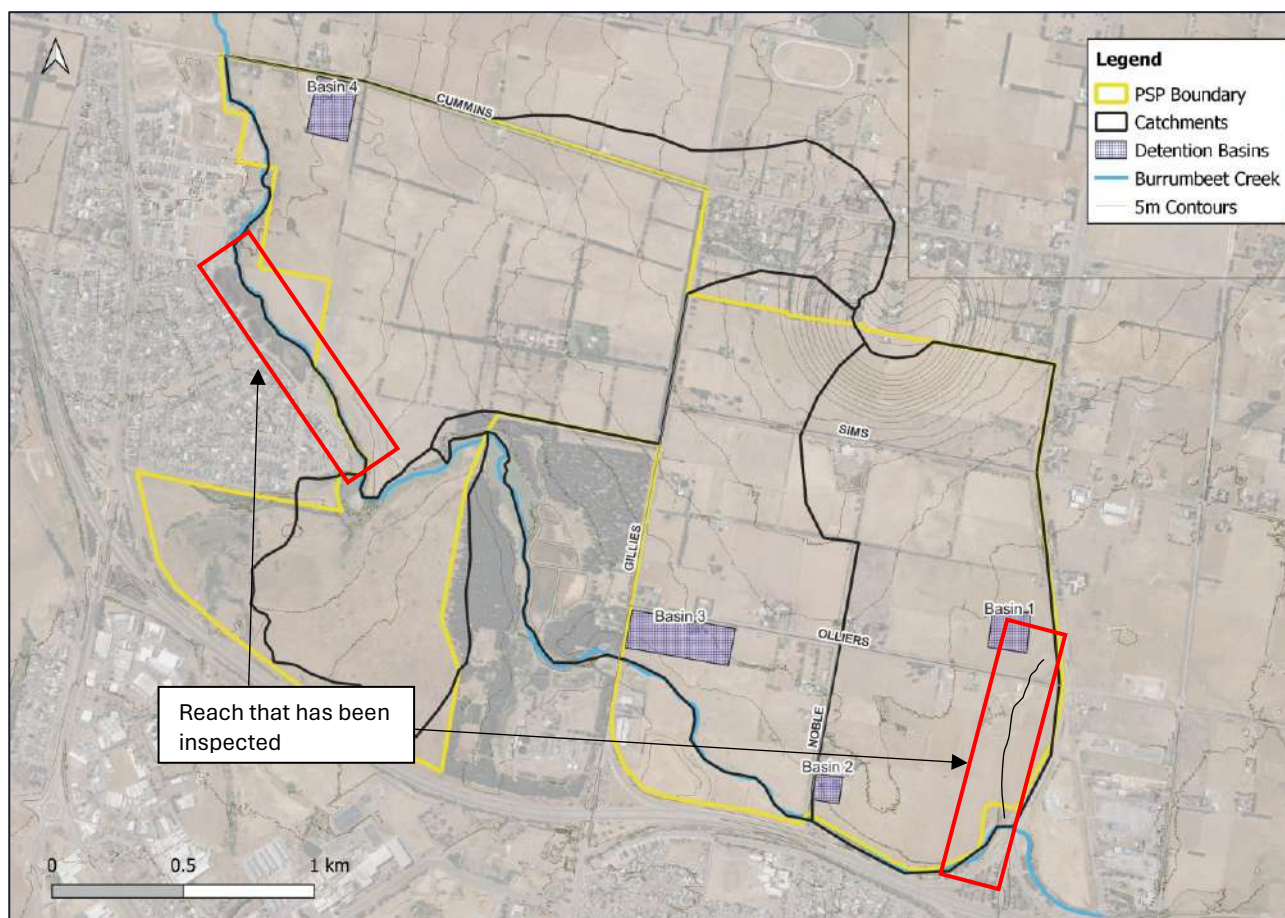 Legend
PSP Boundary
Catchments
Detention Basins
Burrumbeet Creek
5m Contours
Basin 4
CUMMINS
SIMS
GILLIES
Basin 3
OLLIERS
Basin 1
NOBLE
Basin 2
Reach that has been
inspected
0 0.5 1 km